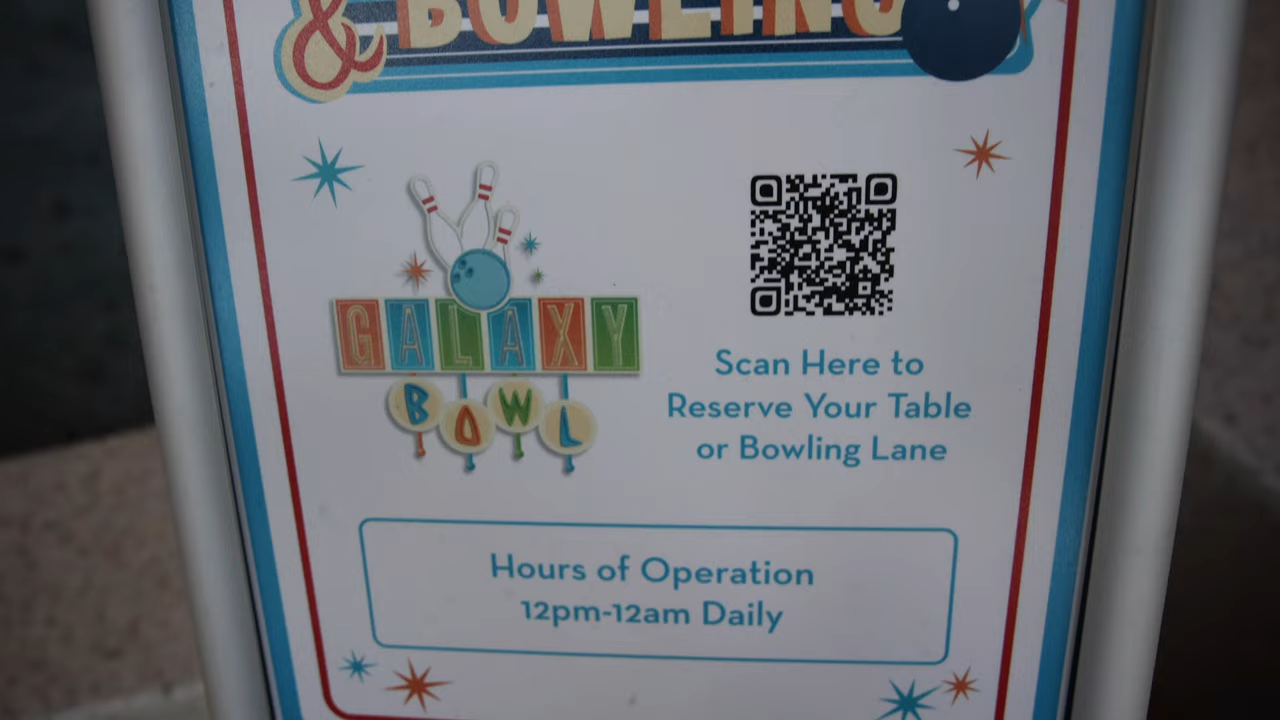 & BOWLING
GALAXY
BOWL
Scan Here to
Reserve Your Table
or Bowling Lane
Hours of Operation
12pm-12am Daily